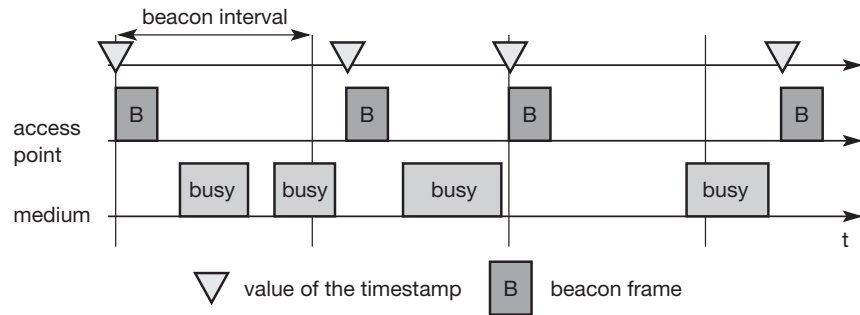 beacon interval
B
B
B
B
access
point
busy
busy
busy
busy
medium
t
value of the timestamp
B
beacon frame